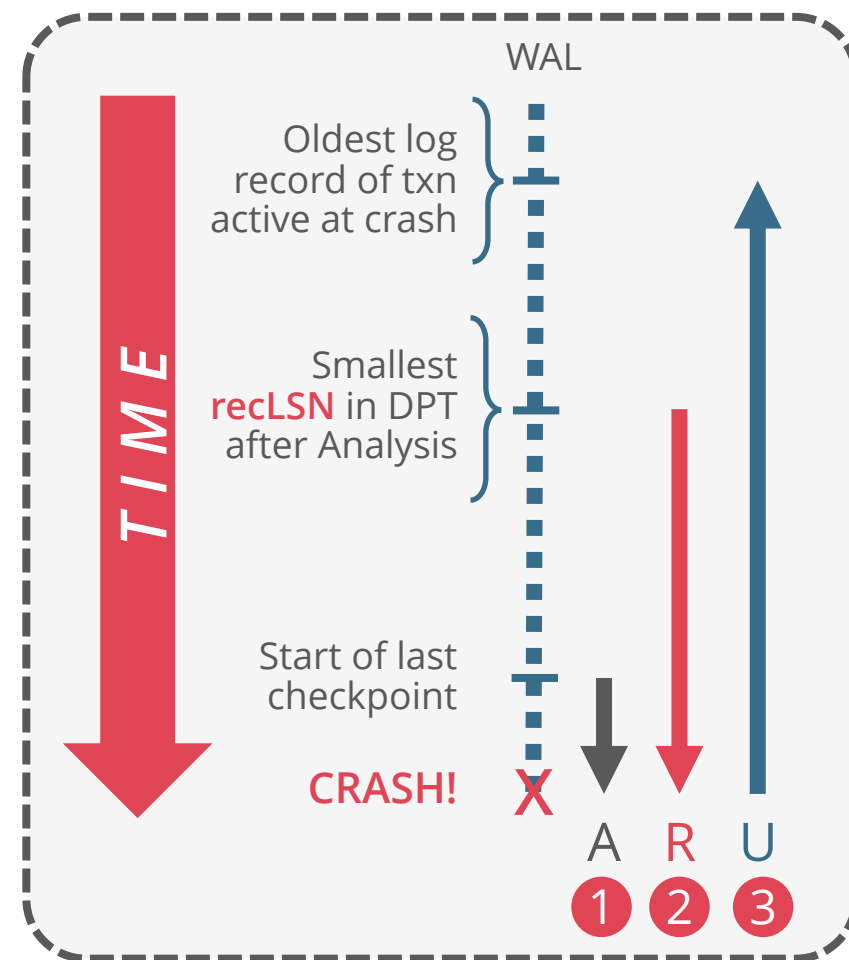 WAL
Oldest log
record of txn
active at crash
TIME
Smallest
recLSN in DPT
after Analysis
Start of last
checkpoint
CRASH!
X
A R U
1 2 3